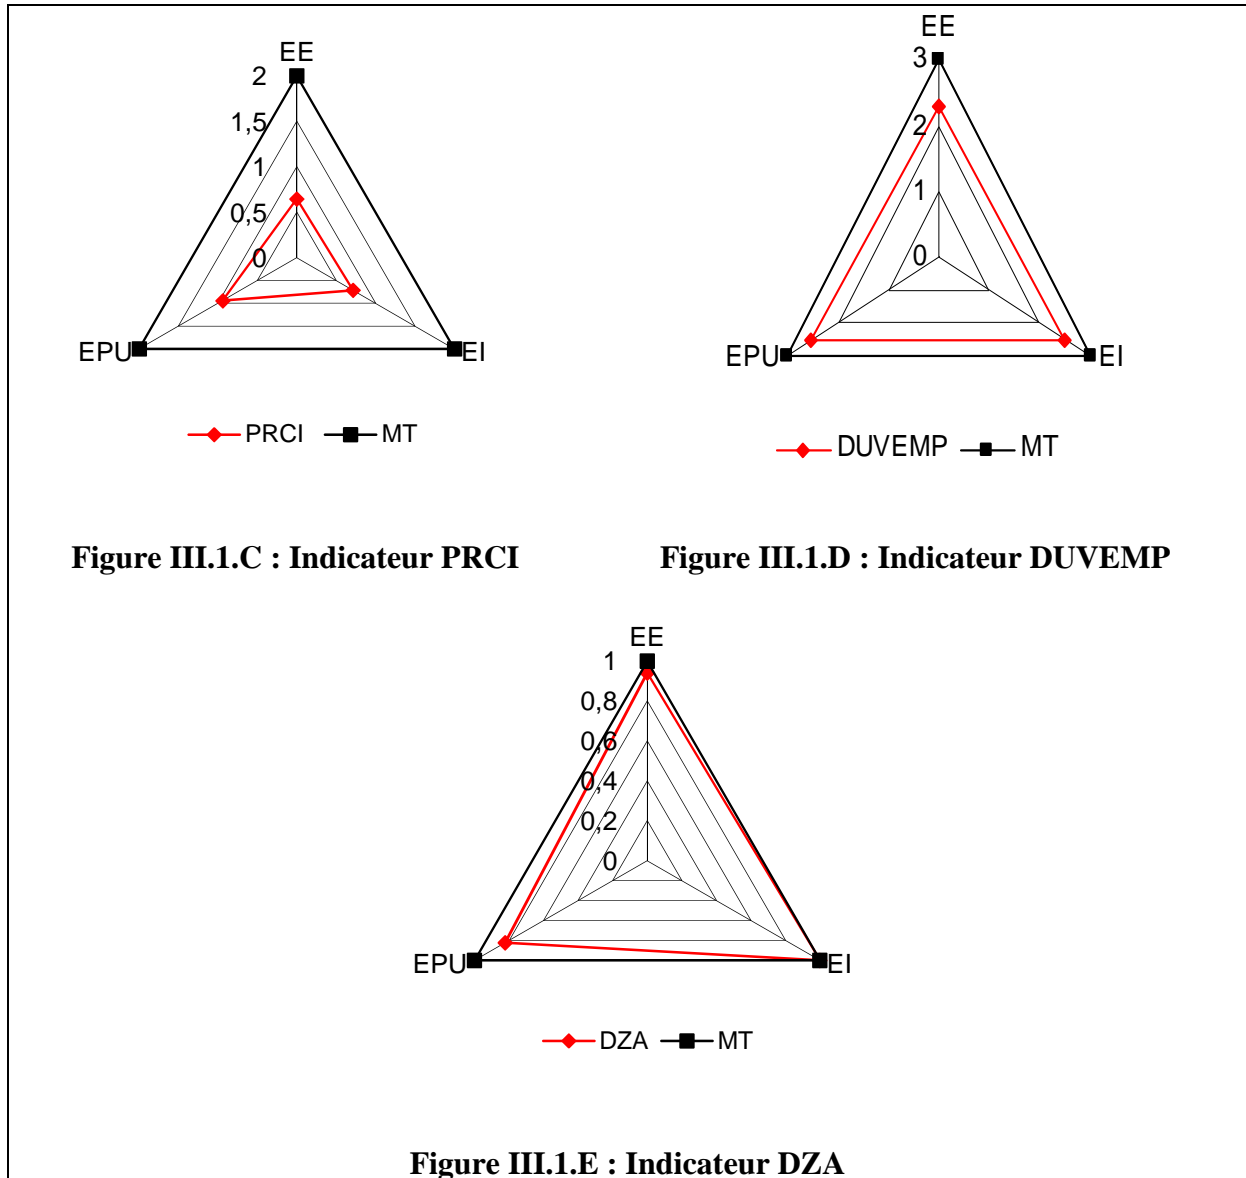 EE
2
1,5
1
0,5
0
EPU
EI
PRCI MT
Figure III.1.C : Indicateur PRCI
EE
3
2
1
0
EPU
EI
DUVEMP MT
Figure III.1.D : Indicateur DUVEMP
EE
1
0,8
0,6
0,4
0,2
0
EPU
EI
DZA MT
Figure III.1.E : Indicateur DZA